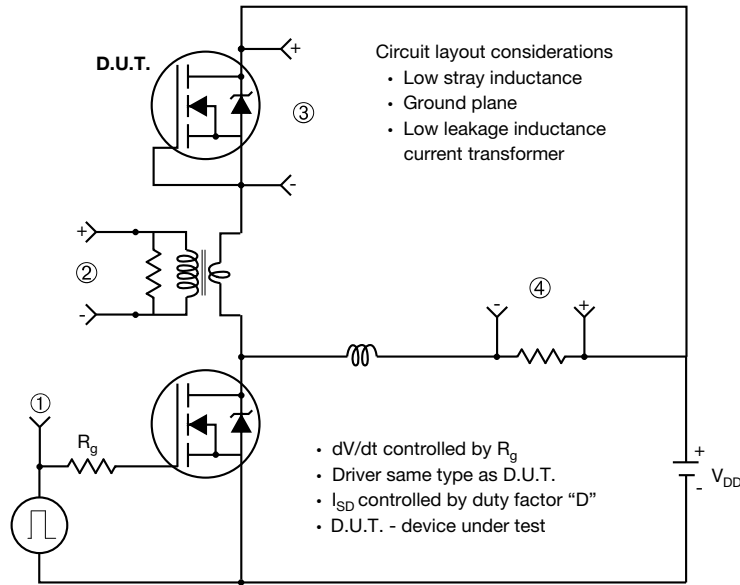 D.U.T.
+
Circuit layout considerations
• Low stray inductance
• Ground plane
• Low leakage inductance
current transformer
③
-
+
②
-
④
-
+
①
Rg
• dV/dt controlled by Rg
• Driver same type as D.U.T.
• ISD controlled by duty factor “D”
• D.U.T. - device under test
+
VDD
-